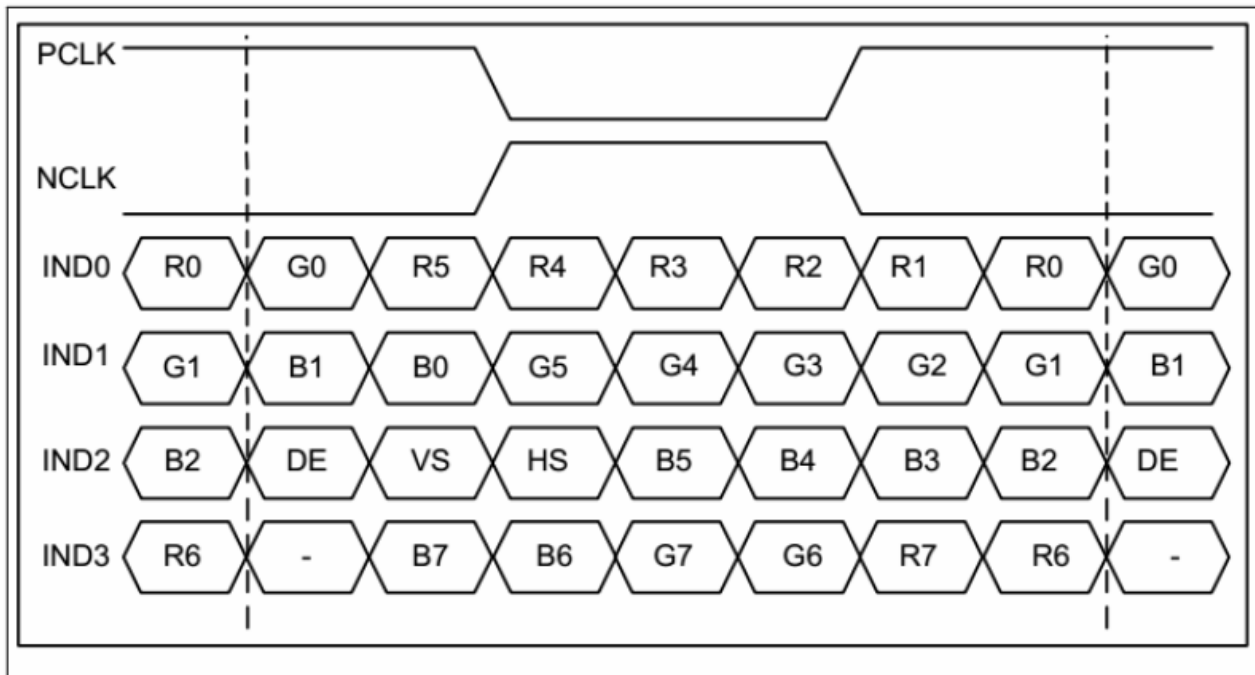 PCLK
NCLK
IND0 R0 G0 R5 R4 R3 R2 R1 R0 G0
IND1 G1 B1 B0 G5 G4 G3 G2 G1 B1
IND2 B2 DE VS HS B5 B4 B3 B2 DE
IND3 R6 - B7 B6 G7 G6 R7 R6 -